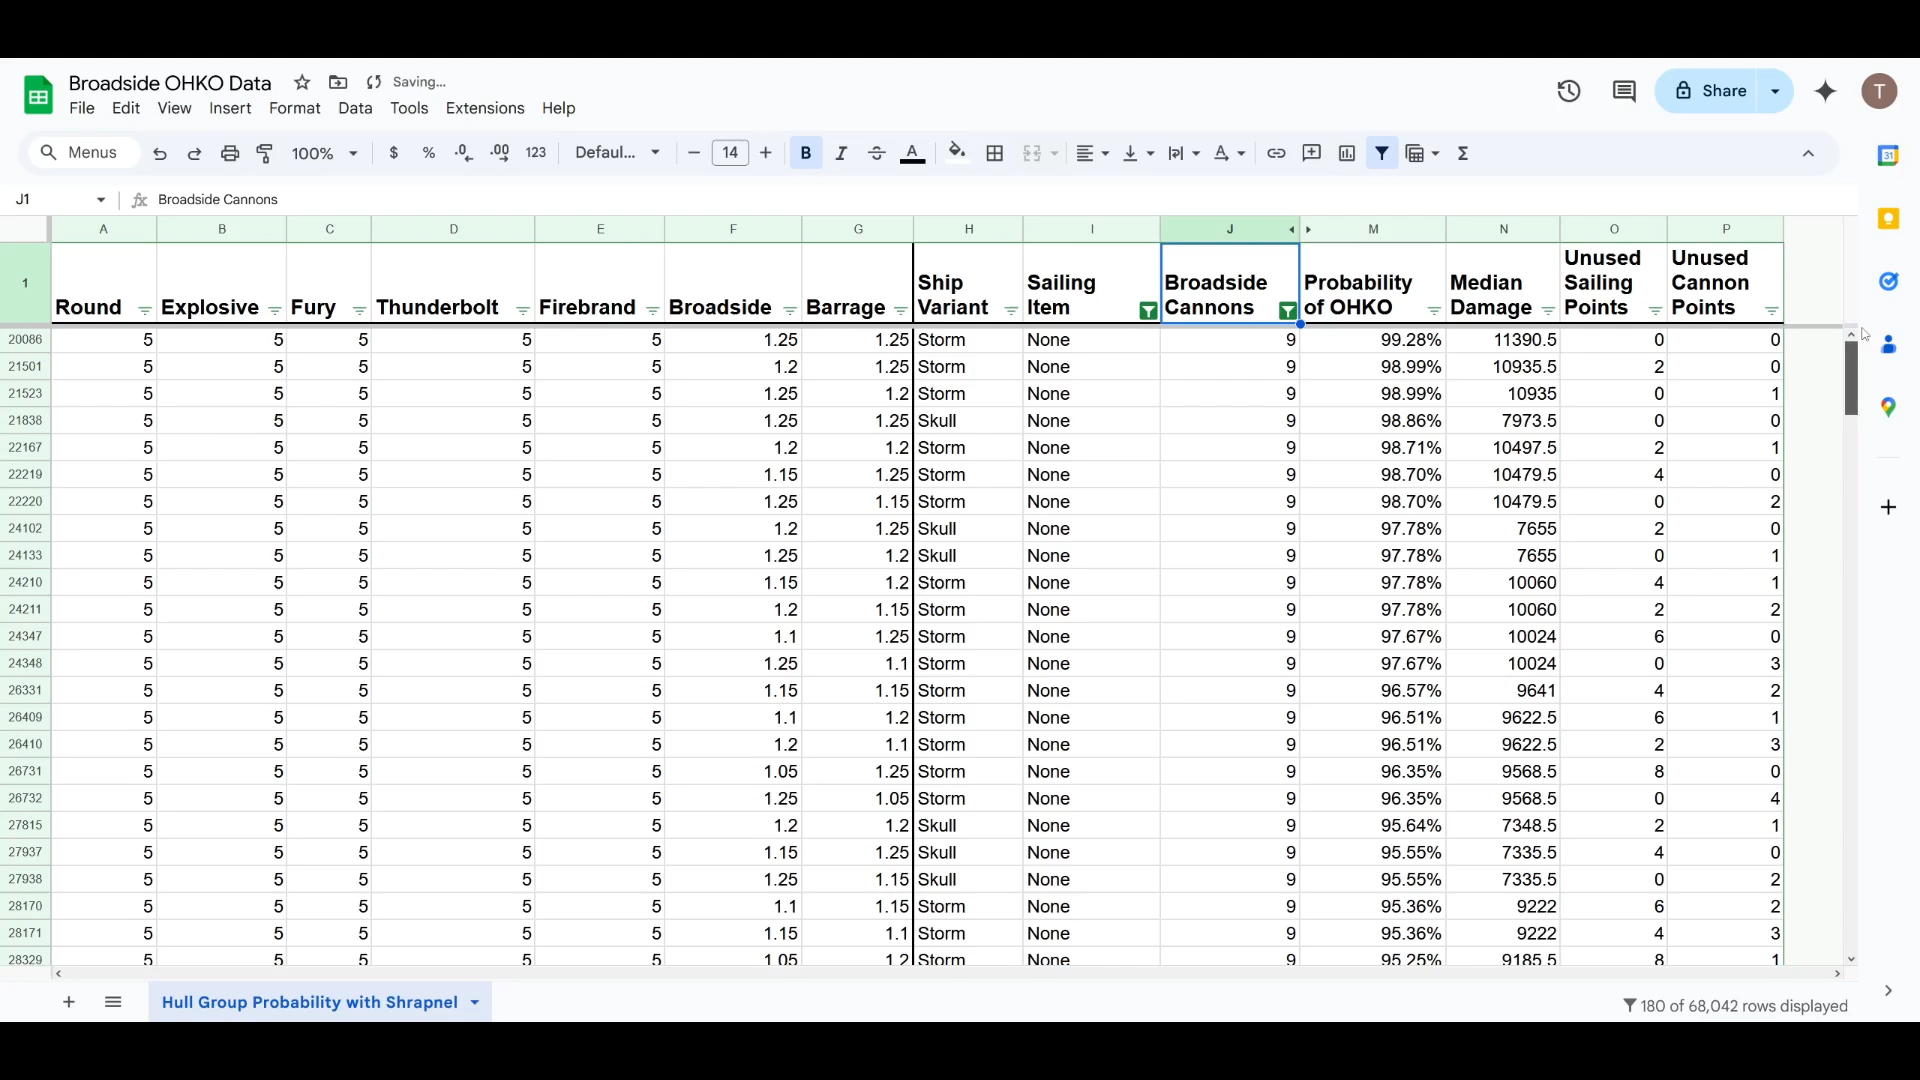 Broadside OHKO Data Saving...
File Edit View Insert Format Data Tools Extensions Help
Share
T
Menus 100% $ % .0 .00 123 Defaul... 14 B I A Σ
31
J1 fx Broadside Cannons
A B C D E F G H I J M N O P
1 Round Explosive Fury Thunderbolt Firebrand Broadside Barrage Ship Variant Sailing Item Broadside Cannons Probability of OHKO Median Damage Unused Sailing Points Unused Cannon Points
20086 5 5 5 5 5 1.25 1.25 Storm None 9 99.28% 11390.5 0 0
21501 5 5 5 5 5 1.2 1.25 Storm None 9 98.99% 10935.5 2 0
21523 5 5 5 5 5 1.25 1.2 Storm None 9 98.99% 10935 0 1
21838 5 5 5 5 5 1.25 1.25 Skull None 9 98.86% 7973.5 0 0
22167 5 5 5 5 5 1.2 1.2 Storm None 9 98.71% 10497.5 2 1
22219 5 5 5 5 5 1.15 1.25 Storm None 9 98.70% 10479.5 4 0
22220 5 5 5 5 5 1.25 1.15 Storm None 9 98.70% 10479.5 0 2
24102 5 5 5 5 5 1.2 1.25 Skull None 9 97.78% 7655 2 0
24133 5 5 5 5 5 1.25 1.2 Skull None 9 97.78% 7655 0 1
24210 5 5 5 5 5 1.15 1.2 Storm None 9 97.78% 10060 4 1
24211 5 5 5 5 5 1.2 1.15 Storm None 9 97.78% 10060 2 2
24347 5 5 5 5 5 1.1 1.25 Storm None 9 97.67% 10024 6 0
24348 5 5 5 5 5 1.25 1.1 Storm None 9 97.67% 10024 0 3
26331 5 5 5 5 5 1.15 1.15 Storm None 9 96.57% 9641 4 2
26409 5 5 5 5 5 1.1 1.2 Storm None 9 96.51% 9622.5 6 1
26410 5 5 5 5 5 1.2 1.1 Storm None 9 96.51% 9622.5 2 3
26731 5 5 5 5 5 1.05 1.25 Storm None 9 96.35% 9568.5 8 0
26732 5 5 5 5 5 1.25 1.05 Storm None 9 96.35% 9568.5 0 4
27815 5 5 5 5 5 1.2 1.2 Skull None 9 95.64% 7348.5 2 1
27937 5 5 5 5 5 1.15 1.25 Skull None 9 95.55% 7335.5 4 0
27938 5 5 5 5 5 1.25 1.15 Skull None 9 95.55% 7335.5 0 2
28170 5 5 5 5 5 1.1 1.15 Storm None 9 95.36% 9222 6 2
28171 5 5 5 5 5 1.15 1.1 Storm None 9 95.36% 9222 4 3
28329 5 5 5 5 5 1.05 1.2 Storm None 9 95.25% 9185.5 8 1
Hull Group Probability with Shrapnel
180 of 68,042 rows displayed